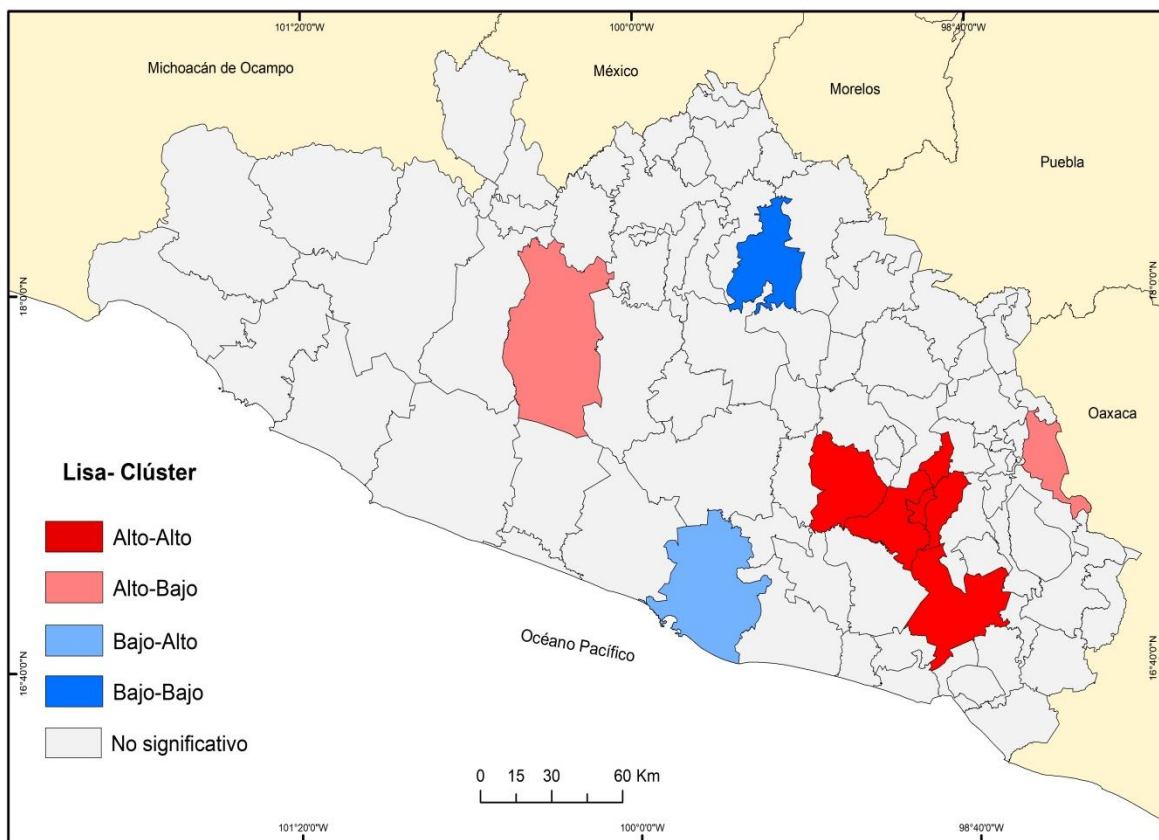 101°20'0"W
100°0'0"W
98°40'0"W
Michoacán de Ocampo
México
Morelos
Puebla
18°0'0"N
18°0'0"N
Oaxaca
Lisa- Clúster
Alto-Alto
Alto-Bajo
Bajo-Alto
Bajo-Bajo
No significativo
Océano Pacífico
16°40'0"N
16°40'0"N
0 15 30 60 Km
101°20'0"W
100°0'0"W
98°40'0"W